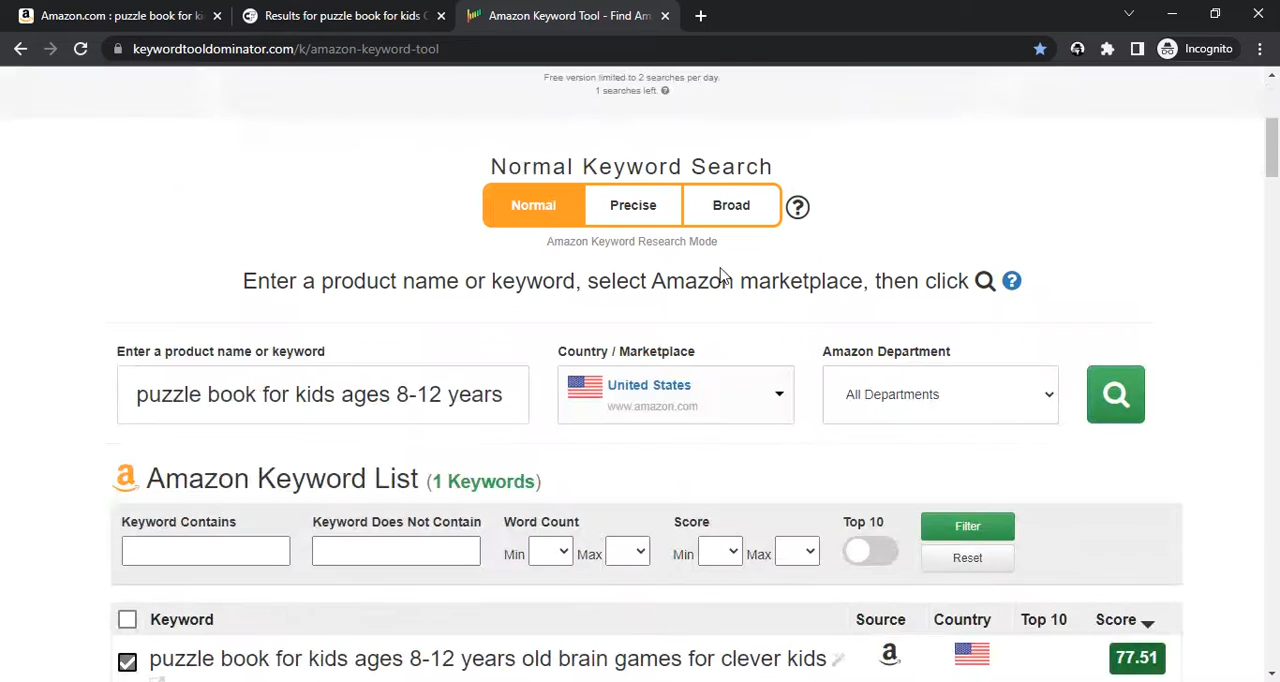 Amazon.com : puzzle book for ki
Results for puzzle book for kids
Amazon Keyword Tool - Find Am
keywordtooldominator.com/k/amazon-keyword-tool
Incognito
Free version limited to 2 searches per day.
1 searches left.
Normal Keyword Search
Normal
Precise
Broad
Amazon Keyword Research Mode
Enter a product name or keyword, select Amazon marketplace, then click
Enter a product name or keyword
Country / Marketplace
Amazon Department
puzzle book for kids ages 8-12 years
United States
www.amazon.com
All Departments
Amazon Keyword List (1 Keywords)
Keyword Contains
Keyword Does Not Contain
Word Count
Score
Top 10
Filter
Min
Max
Min
Max
Reset
Keyword
Source
Country
Top 10
Score
puzzle book for kids ages 8-12 years old brain games for clever kids
77.51